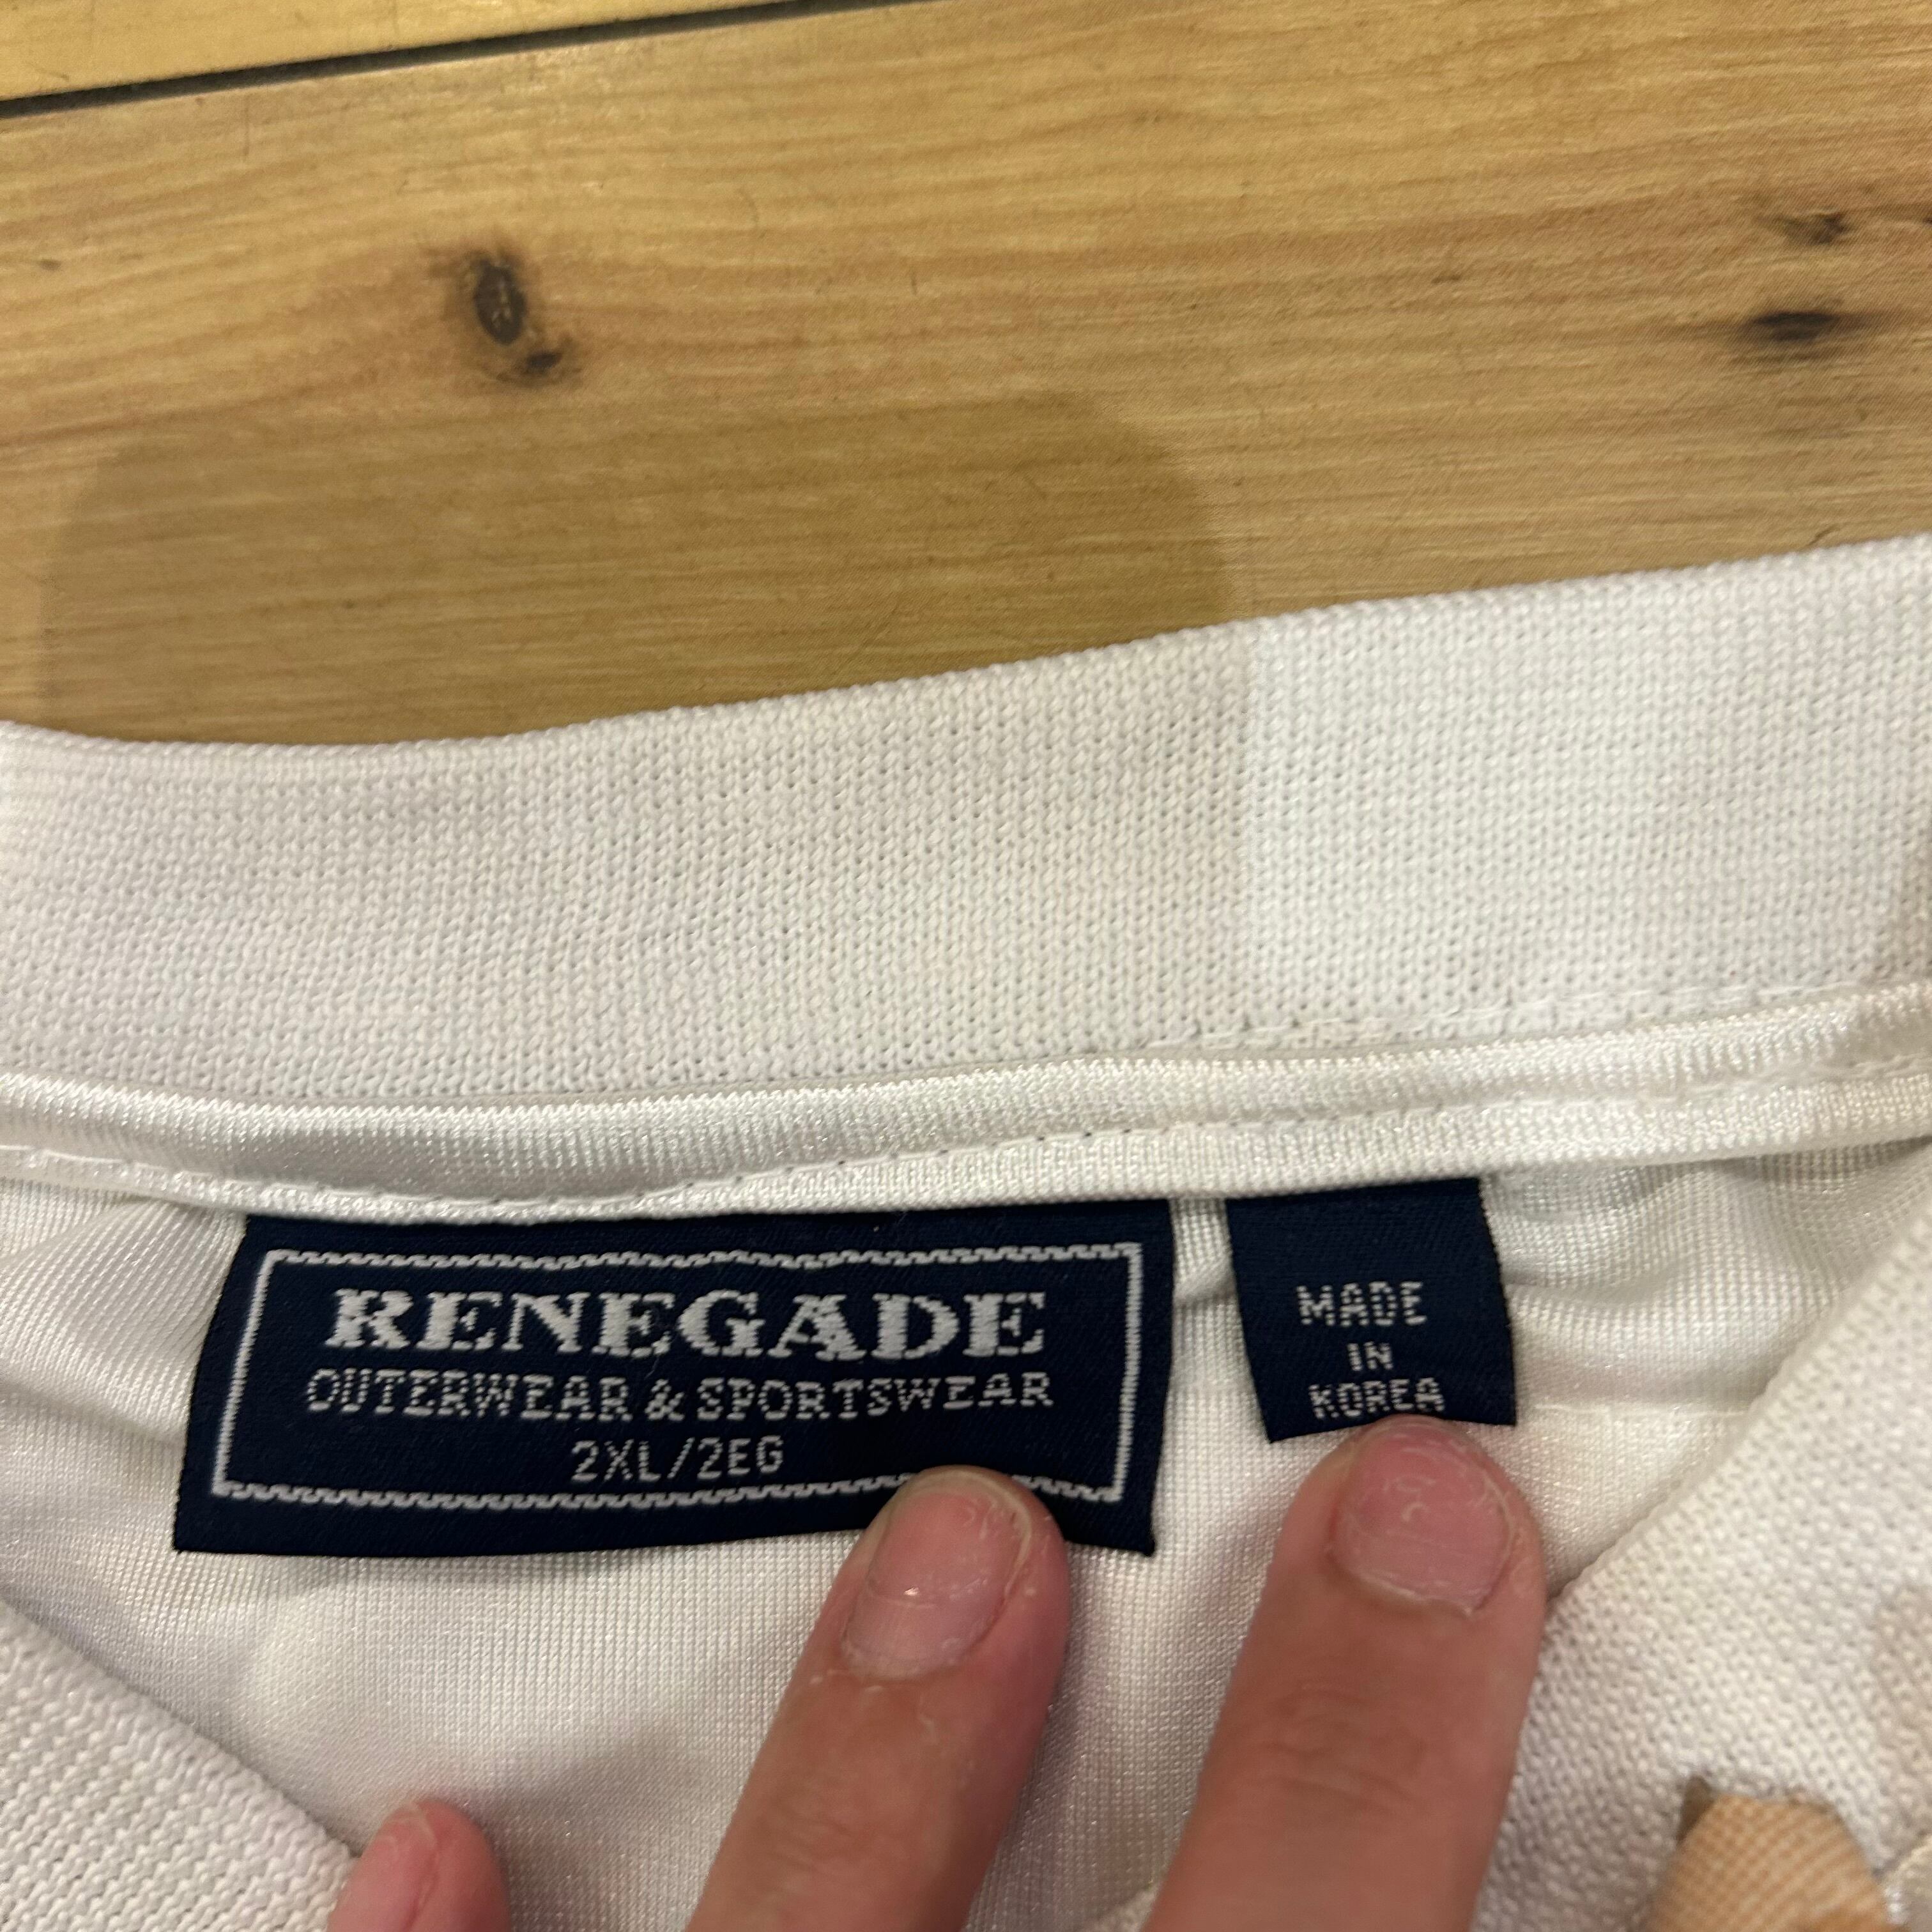 RENEGADE
OUTERWEAR & SPORTSWEAR
2XL/2EG
MADE
IN
KOREA